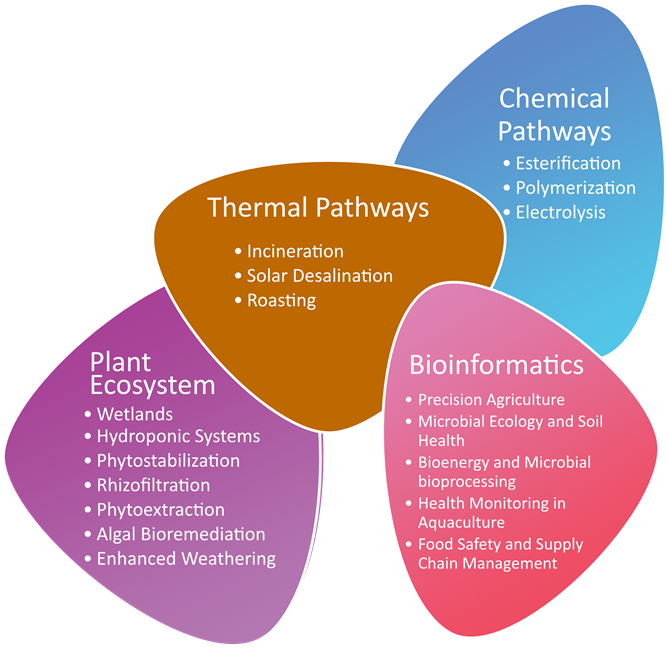 Chemical
Pathways
• Esterification
• Polymerization
• Electrolysis
Thermal Pathways
• Incineration
• Solar Desalination
• Roasting
Plant
Ecosystem
• Wetlands
• Hydroponic Systems
• Phytostabilization
• Rhizofiltration
• Phytoextraction
• Algal Bioremediation
• Enhanced Weathering
Bioinformatics
• Precision Agriculture
• Microbial Ecology and Soil
Health
• Bioenergy and Microbial
bioprocessing
• Health Monitoring in
Aquaculture
• Food Safety and Supply
Chain Management